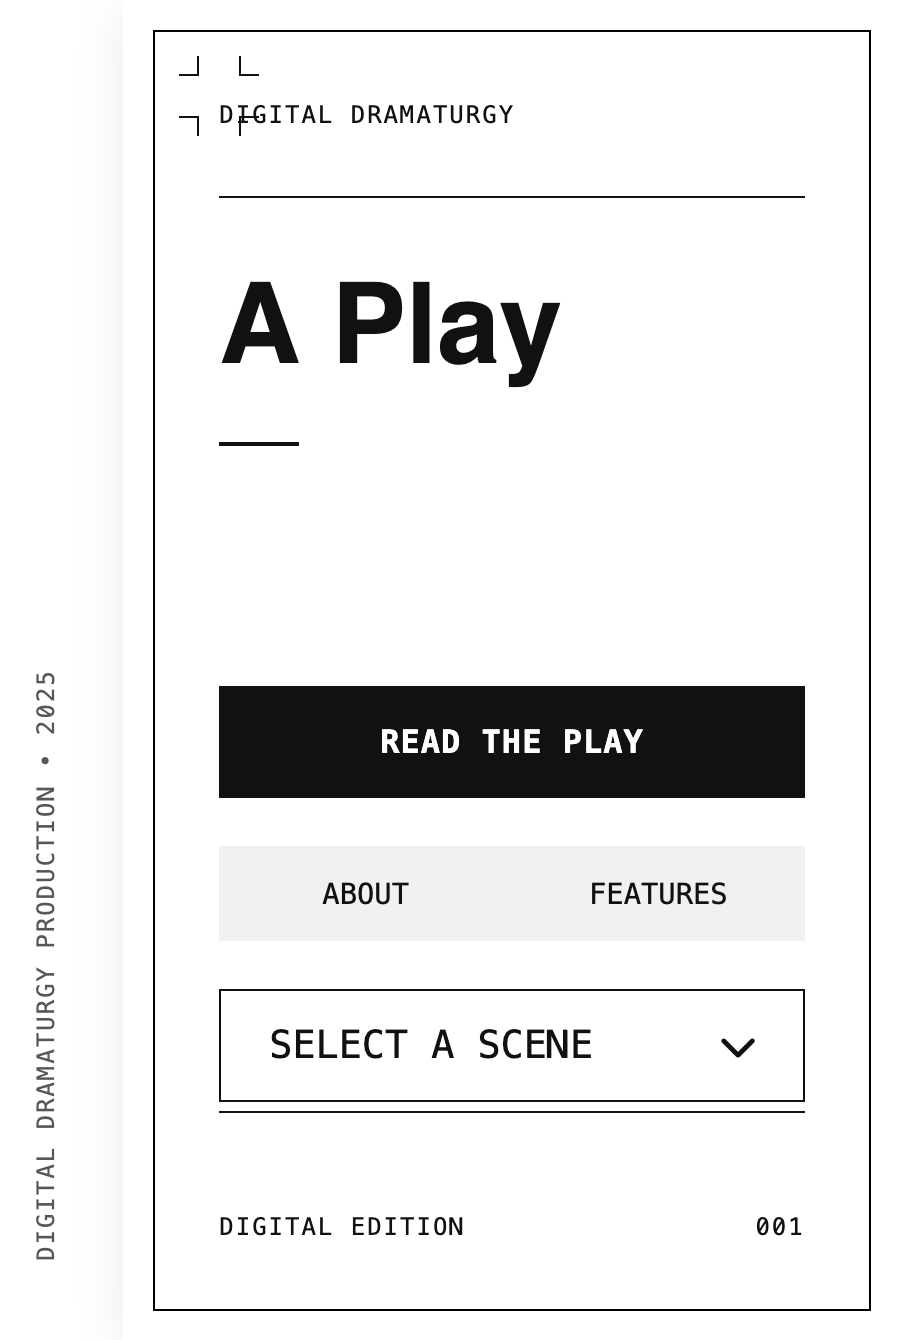 DIGITAL DRAMATURGY
A Play
READ THE PLAY
ABOUT FEATURES
SELECT A SCENE
DIGITAL EDITION 001
DIGITAL DRAMATURGY PRODUCTION • 2025